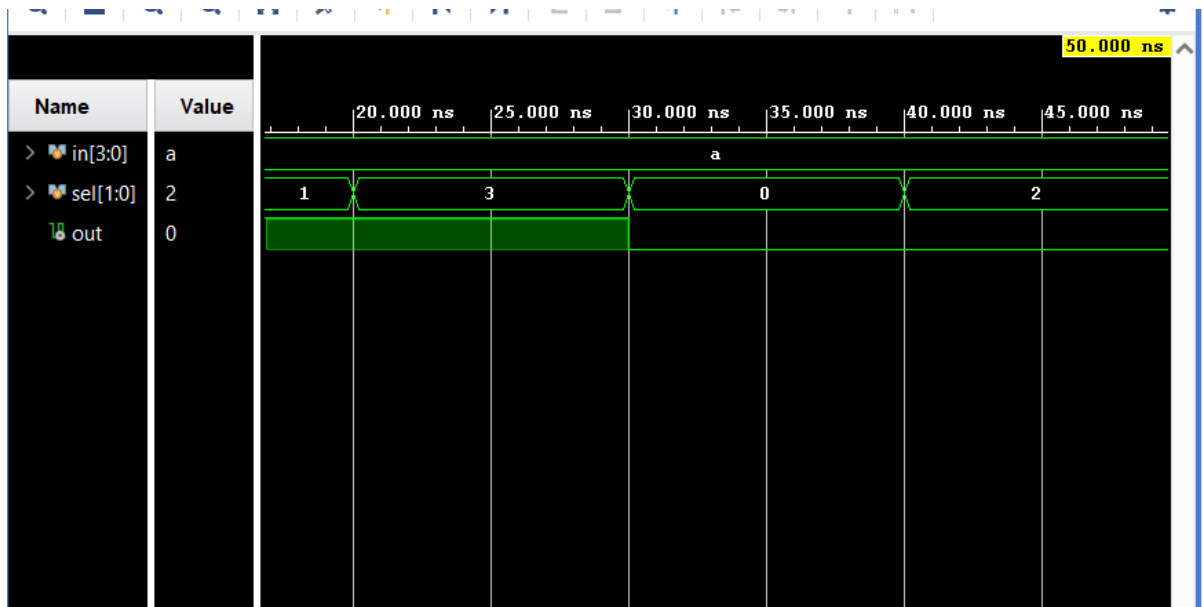 50.000 ns
Name Value
20.000 ns 25.000 ns 30.000 ns 35.000 ns 40.000 ns 45.000 ns
in[3:0] a a
sel[1:0] 2 1 3 0 2
out 0